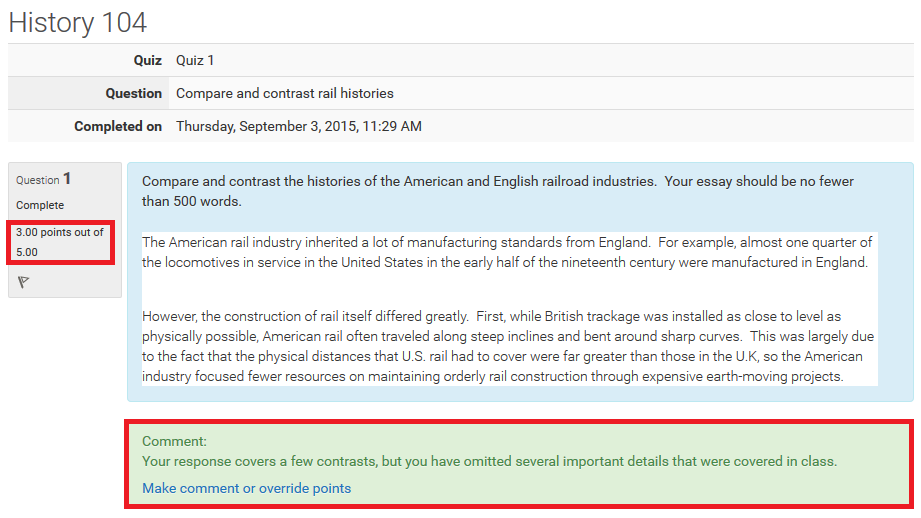 History 104
Quiz Quiz 1
Question Compare and contrast rail histories
Completed on Thursday, September 3, 2015, 11:29 AM
Question 1
Complete
3.00 points out of
5.00
Compare and contrast the histories of the American and English railroad industries.  Your essay should be no fewer
than 500 words.
The American rail industry inherited a lot of manufacturing standards from England.  For example, almost one quarter of
the locomotives in service in the United States in the early half of the nineteenth century were manufactured in England.
However, the construction of rail itself differed greatly.  First, while British trackage was installed as close to level as
physically possible, American rail often traveled along steep inclines and bent around sharp curves.  This was largely due
to the fact that the physical distances that U.S. rail had to cover were far greater than those in the U.K, so the American
industry focused fewer resources on maintaining orderly rail construction through expensive earth-moving projects.
Comment:
Your response covers a few contrasts, but you have omitted several important details that were covered in class.
Make comment or override points